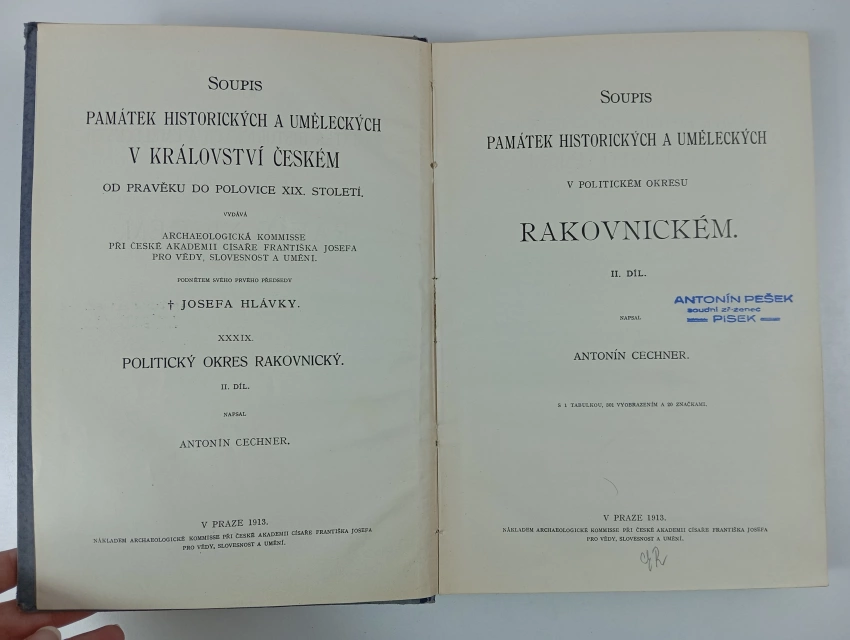 SOUPIS
PAMÁTEK HISTORICKÝCH A UMĚLECKÝCH
V KRÁLOVSTVÍ ČESKÉM
OD PRAVĚKU DO POLOVICE XIX. STOLETÍ.
VYDÁVÁ
ARCHAEOLOGICKÁ KOMMISSE
PŘI ČESKÉ AKADEMII CÍSAŘE FRANTIŠKA JOSEFA
PRO VĚDY, SLOVESNOST A UMĚNÍ.
PODNĚTEM SVÉHO PRVÉHO PŘEDSEDY
† JOSEFA HLÁVKY.
XXXIX.
POLITICKÝ OKRES RAKOVNICKÝ.
II. DÍL.
NAPSAL
ANTONÍN CECHNER.
V PRAZE 1913.
NÁKLADEM ARCHAEOLOGICKÉ KOMMISSE PŘI ČESKÉ AKADEMII CÍSAŘE FRANTIŠKA JOSEFA
PRO VĚDY, SLOVESNOST A UMĚNÍ.
SOUPIS
PAMÁTEK HISTORICKÝCH A UMĚLECKÝCH
V POLITICKÉM OKRESU
RAKOVNICKÉM.
II. DÍL.
ANTONÍN PEŠEK
soudní zřízenec
PISEK
NAPSAL
ANTONÍN CECHNER.
S 1 TABULKOU, VYOBRAZENÍM A 20 ZNAČKAMI.
V PRAZE 1913.
NÁKLADEM ARCHAEOLOGICKÉ KOMMISSE PŘI ČESKÉ AKADEMII CÍSAŘE FRANTIŠKA JOSEFA
PRO VĚDY, SLOVESNOST A UMĚNÍ.